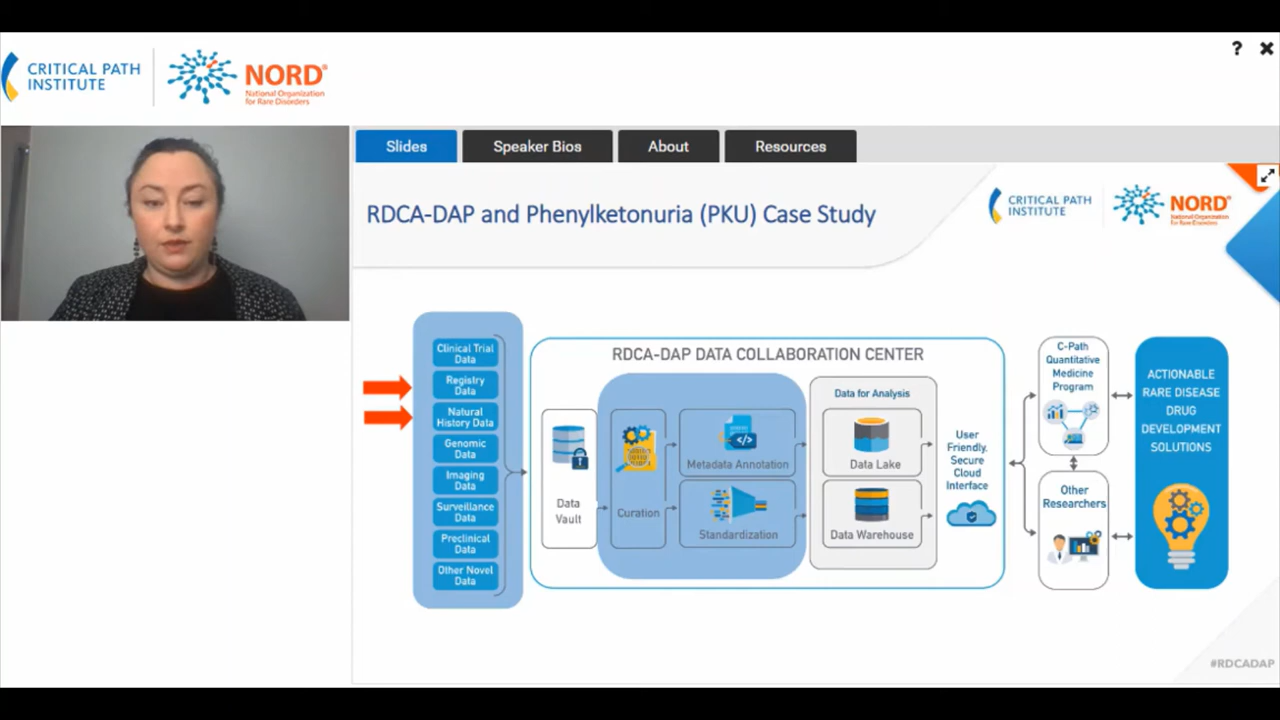 ? ✖
CRITICAL PATH
INSTITUTE
NORD®
National Organization
for Rare Disorders
Slides
Speaker Bios
About
Resources
RDCA-DAP and Phenylketonuria (PKU) Case Study
CRITICAL PATH
INSTITUTE
NORD®
National Organization
for Rare Disorders
Clinical Trial
Data
Registry
Data
Natural
History Data
Genomic
Data
Imaging
Data
Surveillance
Data
Preclinical
Data
Other Novel
Data
RDCA-DAP DATA COLLABORATION CENTER
Data
Vault
Curation
Metadata Annotation
Standardization
Data for Analysis
Data Lake
Data Warehouse
User
Friendly,
Secure
Cloud
Interface
C-Path
Quantitative
Medicine
Program
Other
Researchers
ACTIONABLE
RARE DISEASE
DRUG
DEVELOPMENT
SOLUTIONS
#RDCADAP